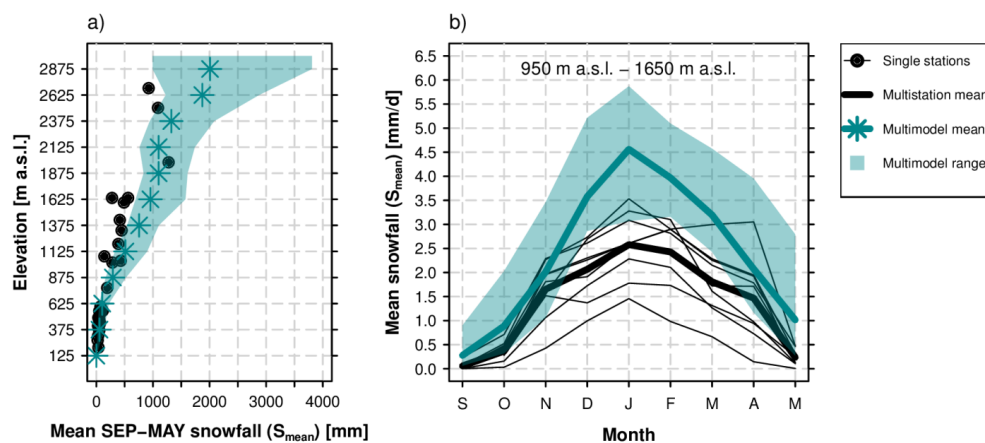 a)
Elevation [m a.s.l.]
2875
2625
2375
2125
1875
1625
1375
1125
875
625
375
125
0 1000 2000 3000 4000
Mean SEP−MAY snowfall (Smean) [mm]
b)
950 m a.s.l. − 1650 m a.s.l.
Mean snowfall (Smean) [mm/d]
6.5
6.0
5.5
5.0
4.5
4.0
3.5
3.0
2.5
2.0
1.5
1.0
0.5
0.0
S O N D J F M A M
Month
Single stations
Multistation mean
Multimodel mean
Multimodel range